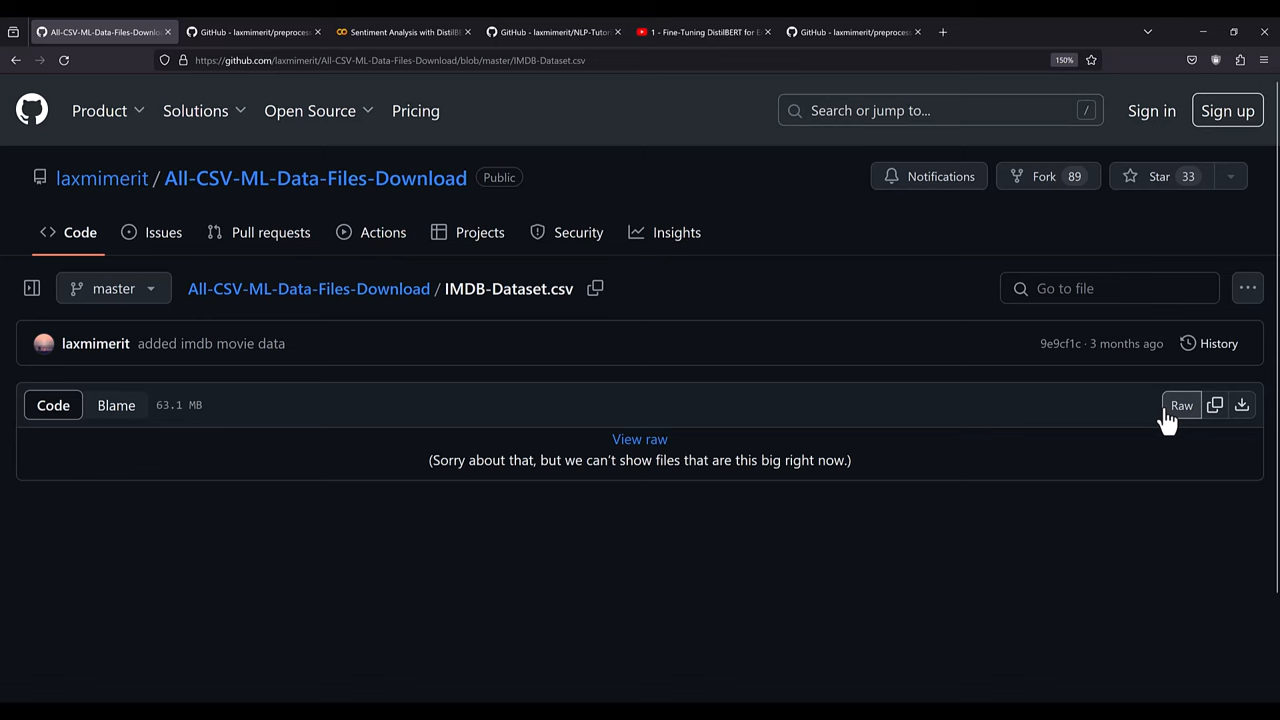 All-CSV-ML-Data-Files-Downloa
GitHub - laxmimerit/preprocess
Sentiment Analysis with DistilBE
GitHub - laxmimerit/NLP-Tutori
1 - Fine-Tuning DistilBERT for E
GitHub - laxmimerit/preprocess
https://github.com/laxmimerit/All-CSV-ML-Data-Files-Download/blob/master/IMDB-Dataset.csv
150%
Product
Solutions
Open Source
Pricing
Search or jump to...
/
Sign in
Sign up
laxmimerit / All-CSV-ML-Data-Files-Download
Public
Notifications
Fork 89
Star 33
Code
Issues
Pull requests
Actions
Projects
Security
Insights
master
All-CSV-ML-Data-Files-Download / IMDB-Dataset.csv
Go to file
laxmimerit added imdb movie data
9e9cf1c · 3 months ago
History
Code
Blame
63.1 MB
Raw
View raw
(Sorry about that, but we can’t show files that are this big right now.)